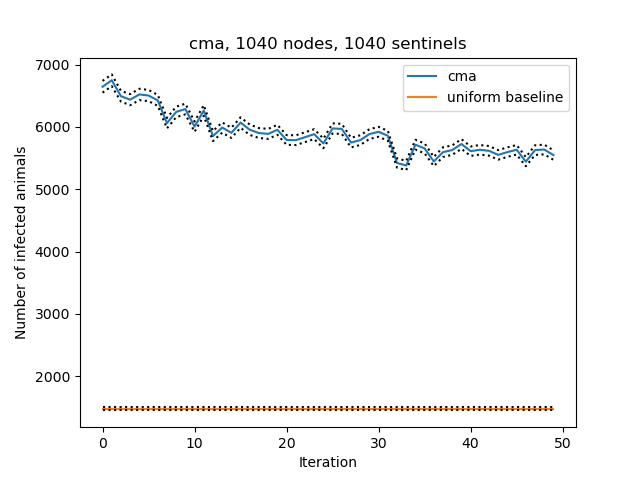 cma, 1040 nodes, 1040 sentinels
7000
6000
5000
4000
3000
2000
Number of infected animals
cma
uniform baseline
0
10
20
30
40
50
Iteration